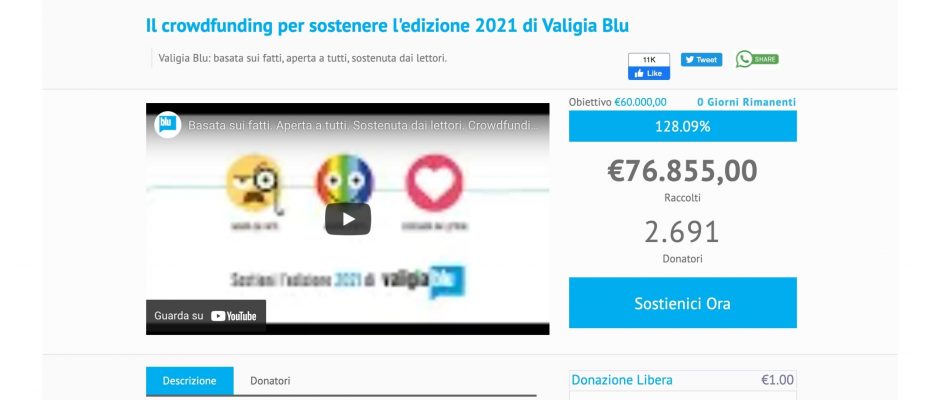 Il crowdfunding per sostenere l'edizione 2021 di Valigia Blu
Valigia Blu: basata sui fatti, aperta a tutti, sostenuta dai lettori.
11K
Like
Tweet
SHARE
Obiettivo €60.000,00 0 Giorni Rimanenti
128.09%
€76.855,00
Raccolti
2.691
Donatori
Sostienici Ora
blu
Basata sui fatti. Aperta a tutti. Sostenuta dai lettori. Crowdfundi...
Sostieni l'edizione 2021 di valigia blu
Guarda su YouTube
Descrizione Donatori
Donazione Libera €1.00